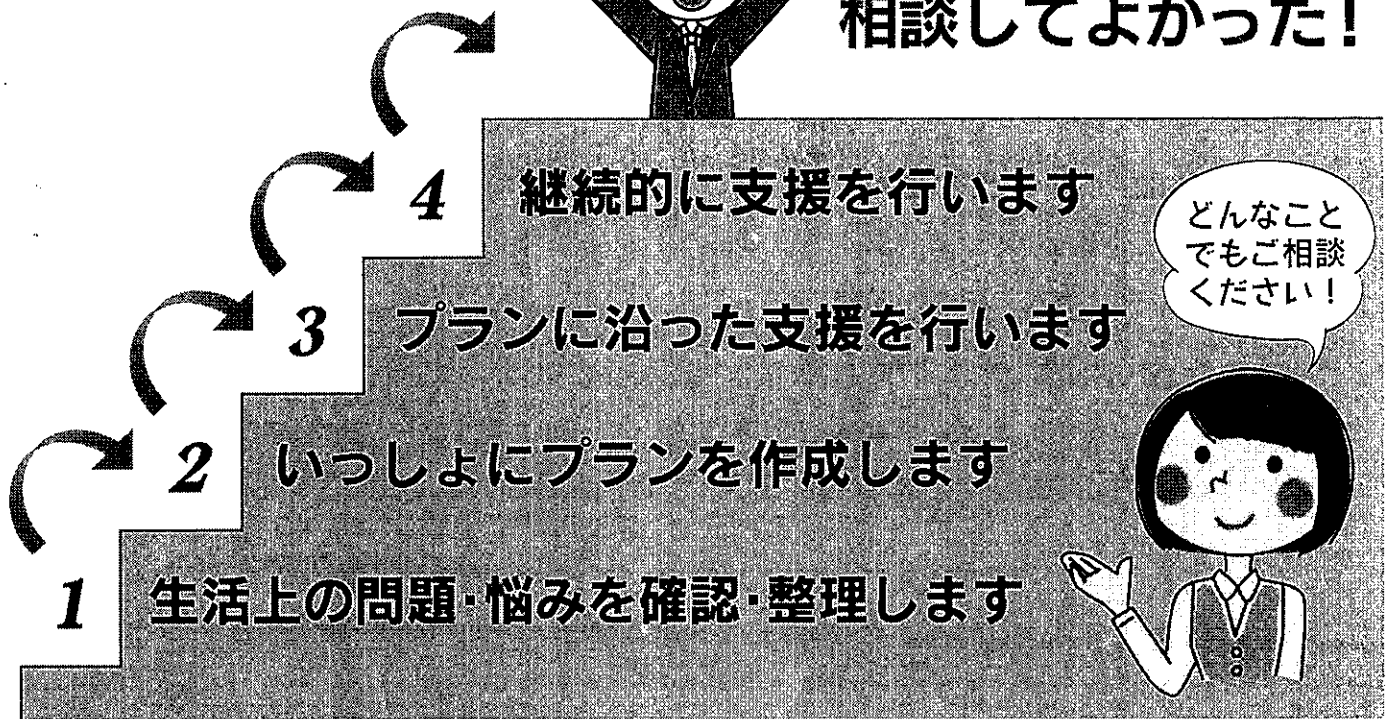 相談してよかった!
4 継続的に支援を行います
どんなこと
でもご相談
ください!
3 プランに沿った支援を行います
2 いっしょにプランを作成します
1 生活上の問題・悩みを確認・整理します